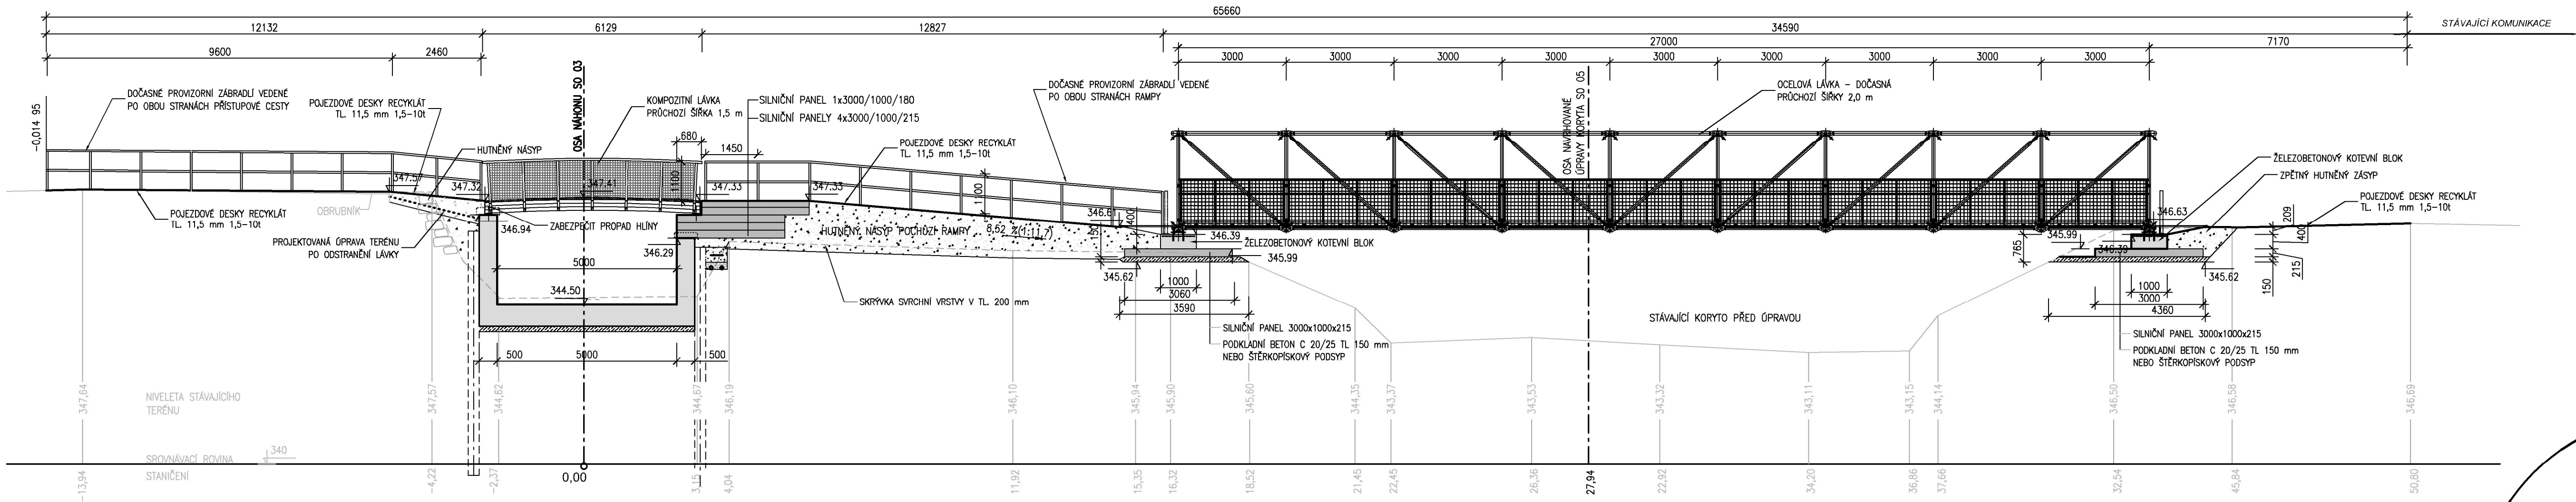 65660
STÁVAJÍCÍ KOMUNIKACE
12132
6129
12827
34590
9600
2460
27000
7170
3000
3000
3000
3000
3000
3000
3000
3000
3000
-0,014 95
DOČASNÉ PROVIZORNÍ ZÁBRADLÍ VEDENÉ
PO OBOU STRANÁCH PŘÍSTUPOVÉ CESTY
POJEZDOVÉ DESKY RECYKLÁT
TL. 11,5 mm 1,5-10t
HUTNĚNÝ NÁSYP
OSA NÁHONU SO 03
KOMPOZITNÍ LÁVKA
PRŮCHOZÍ ŠÍŘKA 1,5 m
SILNIČNÍ PANEL 1x3000/1000/180
SILNIČNÍ PANELY 4x3000/1000/215
680
1450
1100
POJEZDOVÉ DESKY RECYKLÁT
TL. 11,5 mm 1,5-10t
DOČASNÉ PROVIZORNÍ ZÁBRADLÍ VEDENÉ
PO OBOU STRANÁCH RAMPY
1100
OSA NAVRHOVANÉ
ÚPRAVY KORYTA SO 05
OCELOVÁ LÁVKA - DOČASNÁ
PRŮCHOZÍ ŠÍŘKY 2,0 m
ŽELEZOBETONOVÝ KOTEVNÍ BLOK
ZPĚTNÝ HUTNĚNÝ ZÁSYP
POJEZDOVÉ DESKY RECYKLÁT
TL. 11,5 mm 1,5-10t
347.57
347.32
347.41
347.33
347.33
OBRUBNÍK
POJEZDOVÉ DESKY RECYKLÁT
TL. 11,5 mm 1,5-10t
PROJEKTOVANÁ ÚPRAVA TERÉNU
PO ODSTRANĚNÍ LÁVKY
346.94
ZABEZPEČIT PROPAD HLÍNY
346.29
HUTNĚNÝ NÁSYP POCHOZÍ RAMPY
8,52 %(1:11,7)
346.61
400
346.39
ŽELEZOBETONOVÝ KOTEVNÍ BLOK
345.99
345.62
1000
3060
3590
5000
344.50
SKRÝVKA SVRCHNÍ VRSTVY V TL. 200 mm
SILNIČNÍ PANEL 3000x1000x215
PODKLADNÍ BETON C 20/25 TL 150 mm
NEBO ŠTĚRKOPÍSKOVÝ PODSYP
STÁVAJÍCÍ KORYTO PŘED ÚPRAVOU
346.63
345.99
346.39
765
209
400
215
150
345.62
1000
3000
4360
SILNIČNÍ PANEL 3000x1000x215
PODKLADNÍ BETON C 20/25 TL 150 mm
NEBO ŠTĚRKOPÍSKOVÝ PODSYP
500
5000
500
NIVELETA STÁVAJÍCÍHO
TERÉNU
347,64
347,57
344,62
344,67
346,19
346,10
345,94
345,90
345,60
344,35
343,37
343,53
343,32
343,11
343,15
344,14
346,50
346,58
346,69
SROVNÁVACÍ ROVINA
340
STANIČENÍ
-13,94
-4,22
-2,37
0,00
3,15
4,04
11,92
15,35
16,32
18,52
21,45
22,45
26,36
27,94
22,92
34,20
36,86
37,66
32,54
45,84
50,80